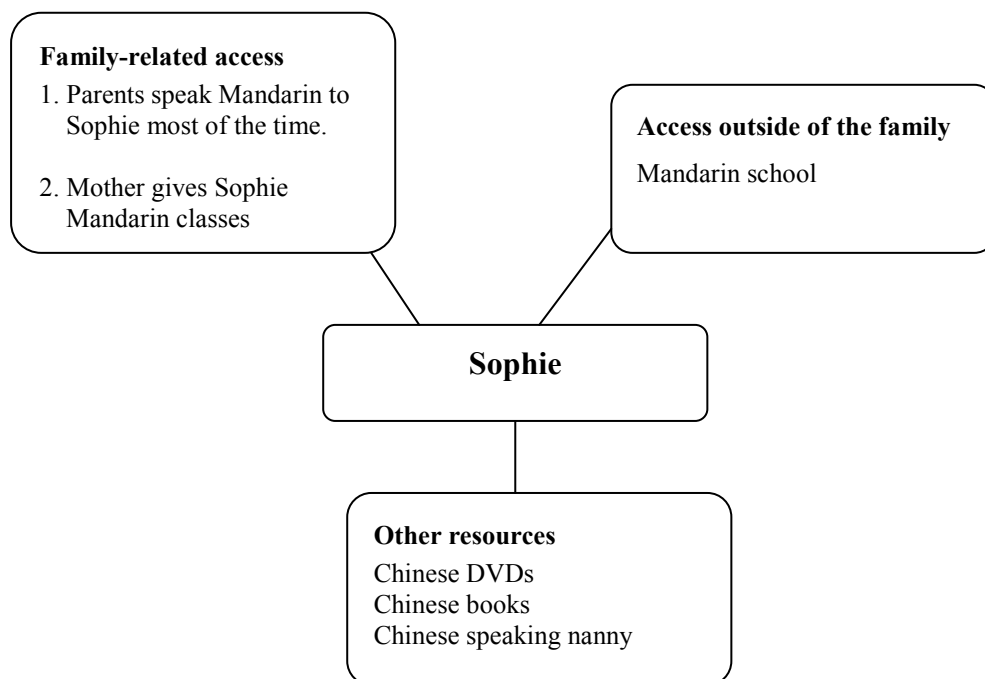 Family-related access
1. Parents speak Mandarin to
Sophie most of the time.
2. Mother gives Sophie
Mandarin classes
Access outside of the family
Mandarin school
Sophie
Other resources
Chinese DVDs
Chinese books
Chinese speaking nanny